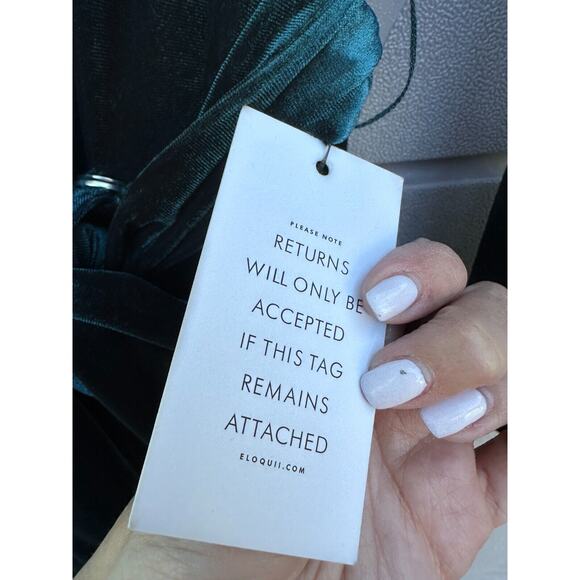 PLEASE NOTE
RETURNS
WILL ONLY BE
ACCEPTED
IF THIS TAG
REMAINS
ATTACHED
ELOQUII.COM